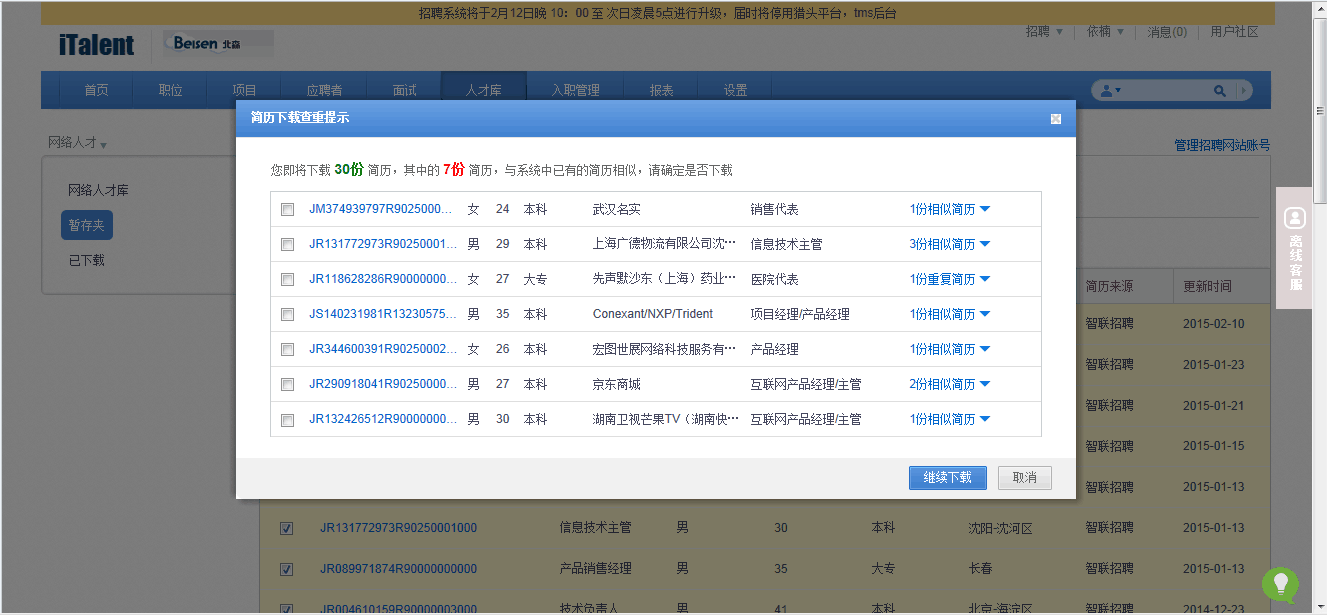 招聘系统将于2月12日晚 10：00 至 次日凌晨5点进行升级，届时将停用猎头平台，tms后台
iTalent Beisen 北森 招聘 依楠 消息(0) 用户社区
首页 职位 项目 应聘者 面试 人才库 入职管理 报表 设置
简历下载查重提示
网络人才 管理招聘网站账号
您即将下载 30份 简历，其中的 7份 简历，与系统中已有的简历相似，请确定是否下载
网络人才库
暂存夹
已下载
JM374939797R9025000... 女 24 本科 武汉名实 销售代表 1份相似简历
JR131772973R90250001... 男 29 本科 上海广德物流有限公司沈… 信息技术主管 3份相似简历
JR118628286R90000000... 女 27 大专 先声默沙东（上海）药业… 医院代表 1份重复简历
JS140231981R13230575... 男 35 本科 Conexant/NXP/Trident 项目经理/产品经理 1份相似简历
JR344600391R90250002... 女 26 本科 宏图世展网络科技服务有… 产品经理 1份相似简历
JR290918041R90250000... 男 27 本科 京东商城 互联网产品经理/主管 2份相似简历
JR132426512R90000000... 男 30 本科 湖南卫视芒果TV（湖南快… 互联网产品经理/主管 1份相似简历
继续下载 取消
离线客服
简历来源 更新时间
智联招聘 2015-02-10
智联招聘 2015-01-23
智联招聘 2015-01-21
智联招聘 2015-01-15
智联招聘 2015-01-13
JR131772973R90250001000 信息技术主管 男 30 本科 沈阳-沈河区 智联招聘 2015-01-13
JR089971874R90000000000 产品销售经理 男 35 大专 长春 智联招聘 2015-01-13
JR004610159R90000003000 技术负责人 男 41 本科 北京-海淀区 智联招聘 2014-12-23